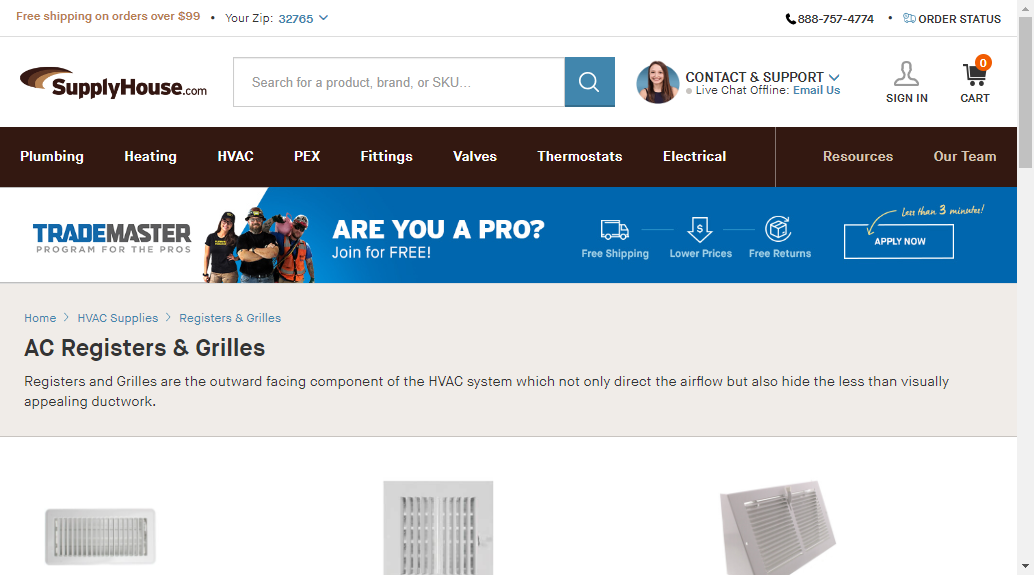 Free shipping on orders over $99 • Your Zip: 32765
888-757-4774 • ORDER STATUS
SupplyHouse.com
Search for a product, brand, or SKU...
CONTACT & SUPPORT
Live Chat Offline: Email Us
SIGN IN
0
CART
Plumbing Heating HVAC PEX Fittings Valves Thermostats Electrical Resources Our Team
TRADEMASTER
PROGRAM FOR THE PROS
ARE YOU A PRO?
Join for FREE!
$
Free Shipping Lower Prices Free Returns
Less than 3 minutes!
APPLY NOW
Home > HVAC Supplies > Registers & Grilles
AC Registers & Grilles
Registers and Grilles are the outward facing component of the HVAC system which not only direct the airflow but also hide the less than visually
appealing ductwork.